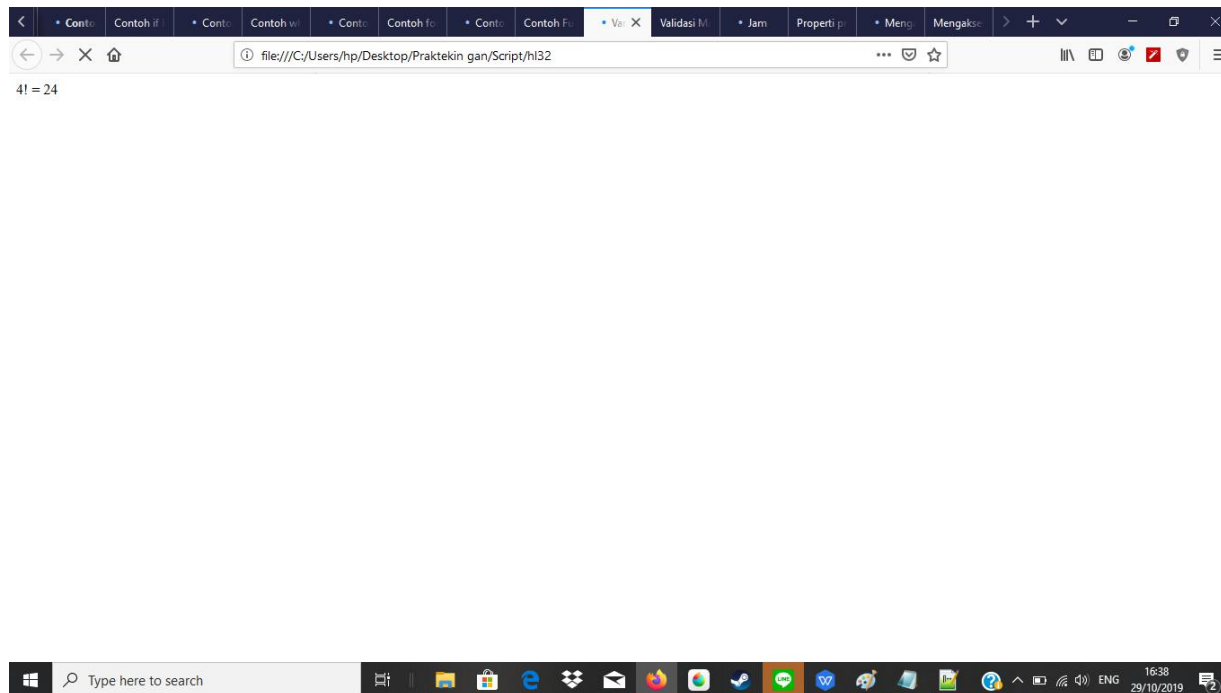 Conto Contoh if Conto Contoh w Conto Contoh fo Conto Contoh Fu Va Validasi M Jam Properti p Meng Mengakse
file:///C:/Users/hp/Desktop/Praktekin gan/Script/hl32
4! = 24
Type here to search
ENG
16:38
29/10/2019